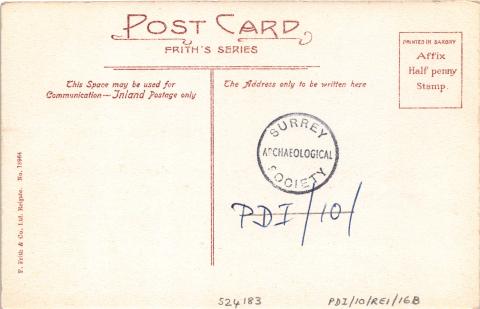 POST CARD
FRITH'S SERIES
PRINTED IN SAXONY
Affix
Half penny
Stamp.
This Space may be used for
Communication—Inland Postage only
The Address only to be written here
SURREY
ARCHAEOLOGICAL
SOCIETY
PDI/10/
F. Frith & Co. Ltd. Reigate.
524183
PDI/10/REI/16B